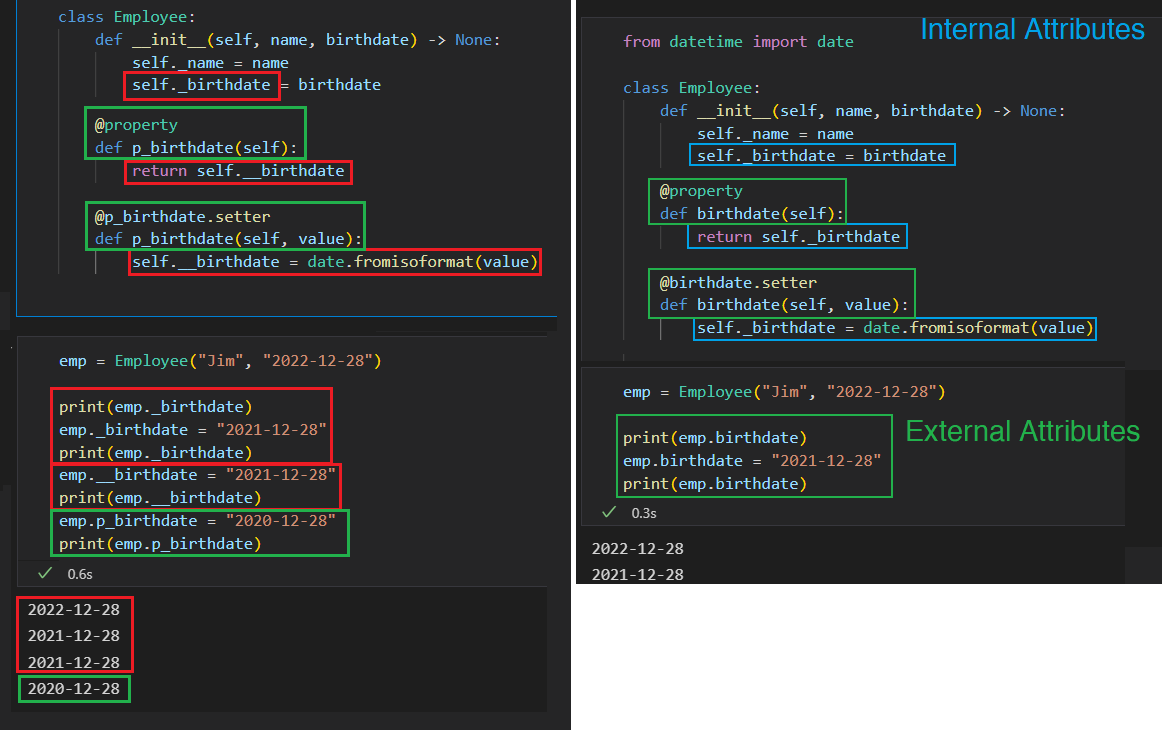 class Employee:
def __init__(self, name, birthdate) -> None:
self._name = name
self._birthdate = birthdate
@property
def p_birthdate(self):
return self.__birthdate
@p_birthdate.setter
def p_birthdate(self, value):
self.__birthdate = date.fromisoformat(value)
emp = Employee("Jim", "2022-12-28")
print(emp._birthdate)
emp._birthdate = "2021-12-28"
print(emp._birthdate)
emp.__birthdate = "2021-12-28"
print(emp.__birthdate)
emp.p_birthdate = "2020-12-28"
print(emp.p_birthdate)
0.6s
2022-12-28
2021-12-28
2021-12-28
2020-12-28
Internal Attributes
from datetime import date
class Employee:
def __init__(self, name, birthdate) -> None:
self._name = name
self._birthdate = birthdate
@property
def birthdate(self):
return self._birthdate
@birthdate.setter
def birthdate(self, value):
self._birthdate = date.fromisoformat(value)
emp = Employee("Jim", "2022-12-28")
External Attributes
print(emp.birthdate)
emp.birthdate = "2021-12-28"
print(emp.birthdate)
0.3s
2022-12-28
2021-12-28